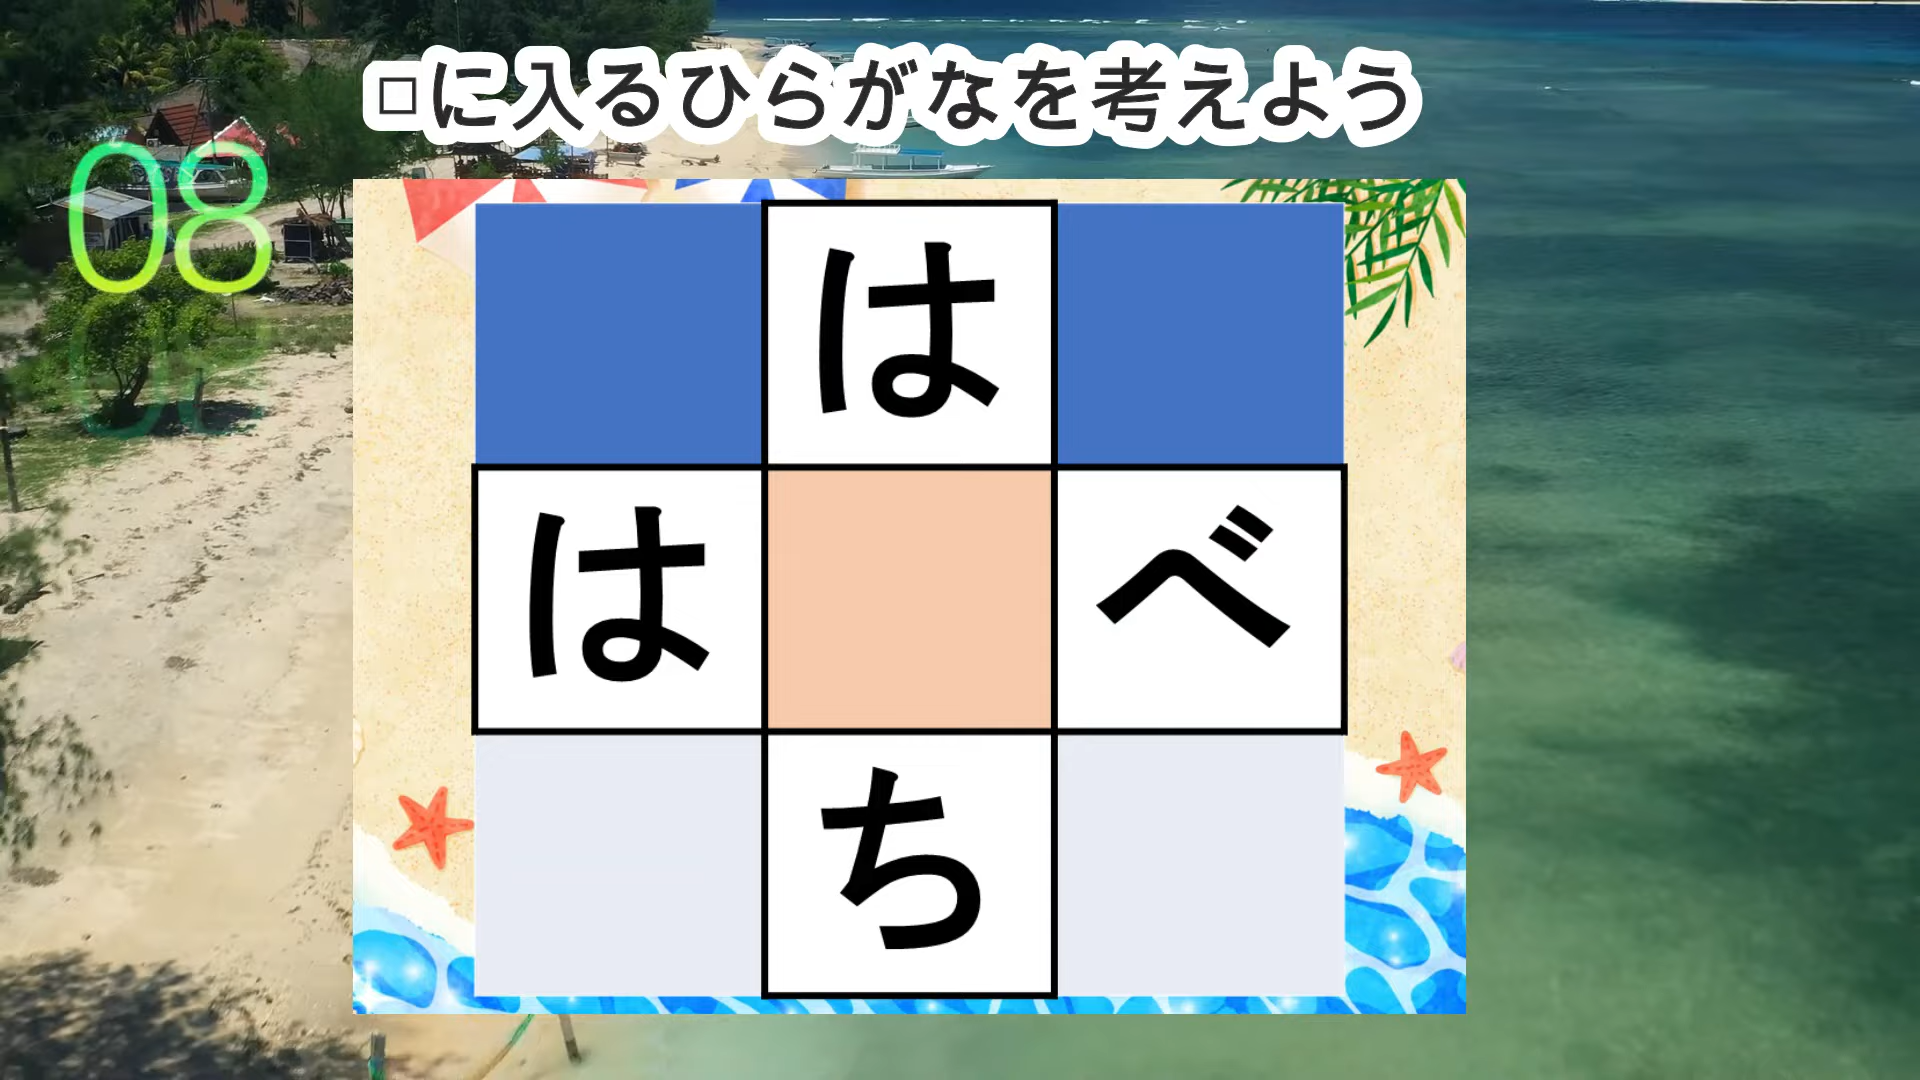 □に入るひらがなを考えよう
08
は
は べ
ち